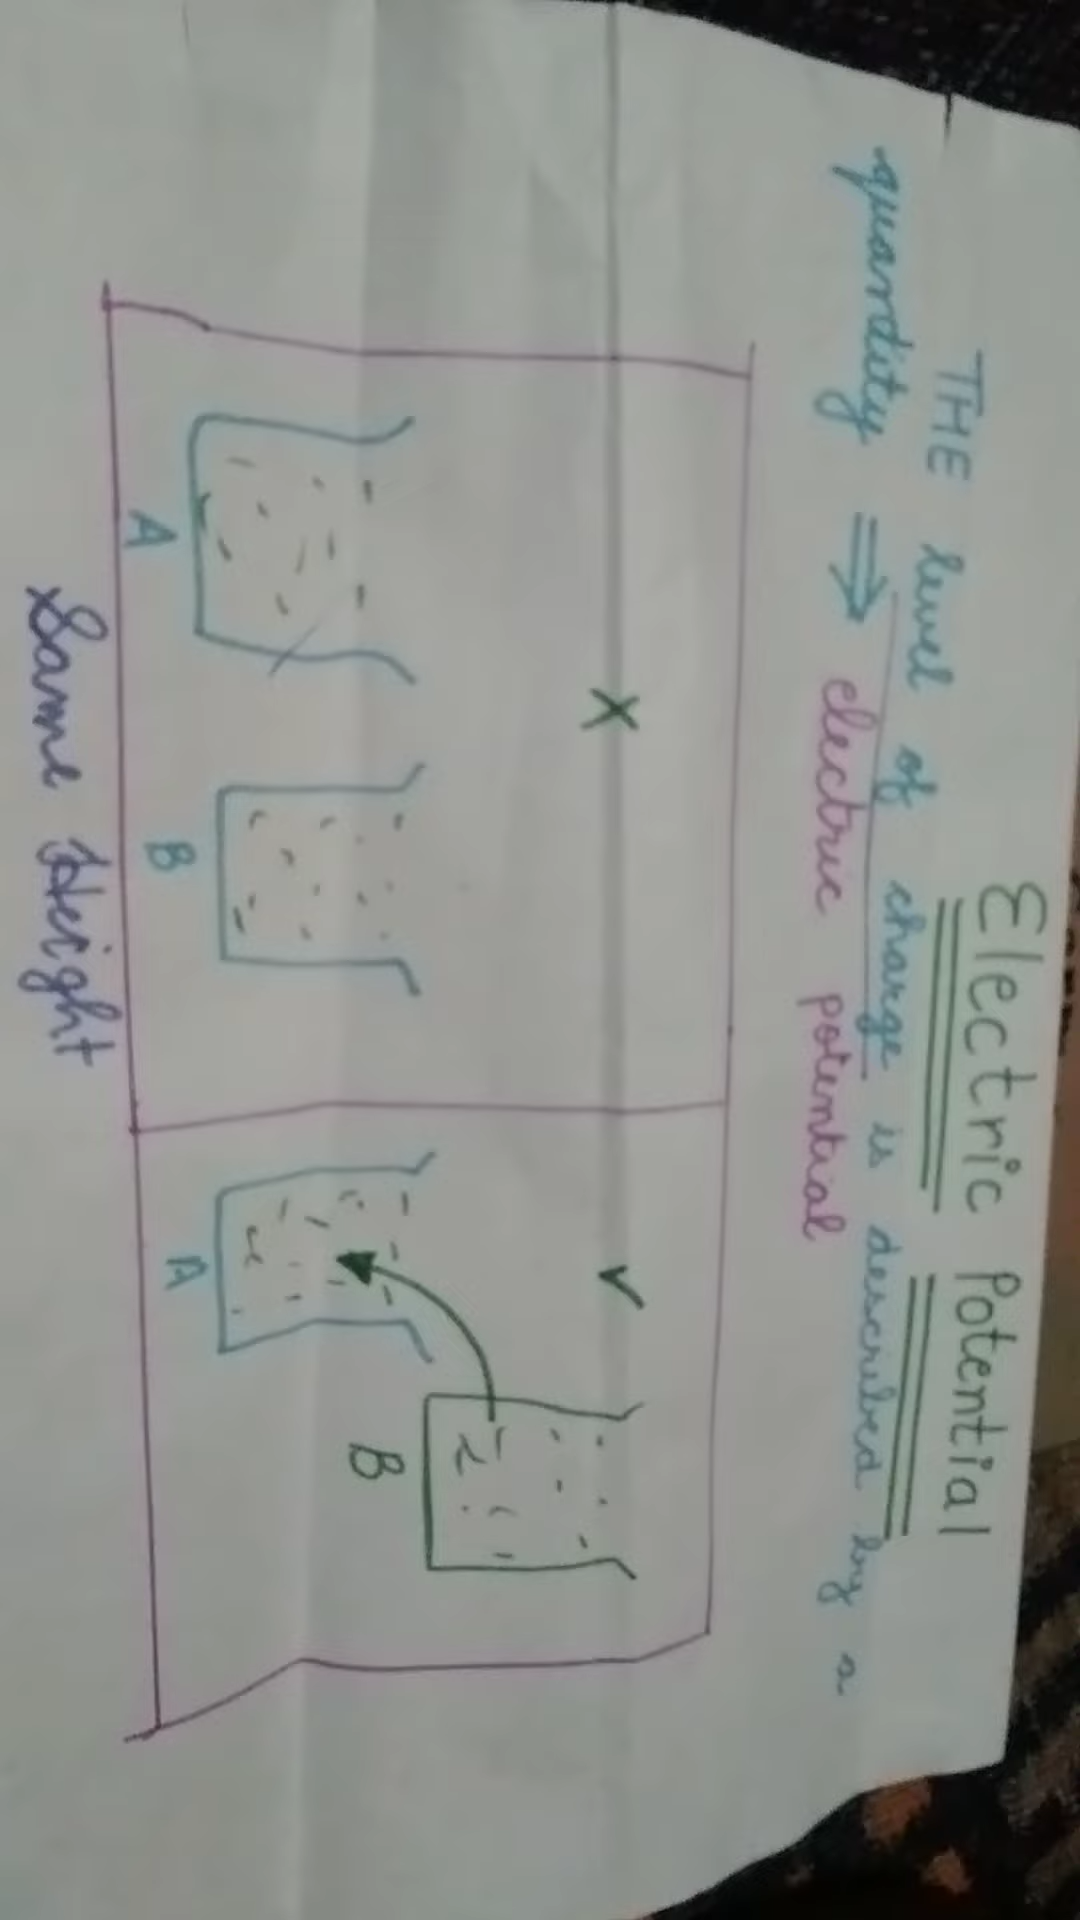 Electric Potential
THE level of charge is described by a
quantity ⇒ electric potential
X
✓
A
B
A
B
Same Height